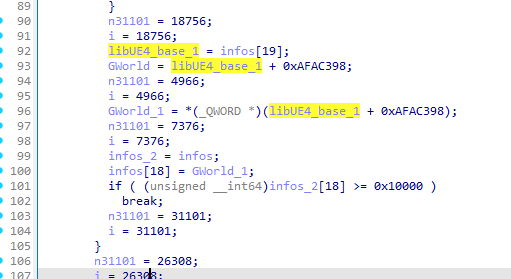 89 }
90 n31101 = 18756;
91 i = 18756;
92 libUE4_base_1 = infos[19];
93 GWorld = libUE4_base_1 + 0xAFAC398;
94 n31101 = 4966;
95 i = 4966;
96 GWorld_1 = *(_QWORD *)(libUE4_base_1 + 0xAFAC398);
97 n31101 = 7376;
98 i = 7376;
99 infos_2 = infos;
100 infos[18] = GWorld_1;
101 if ( (unsigned __int64)infos_2[18] >= 0x10000 )
102 break;
103 n31101 = 31101;
104 i = 31101;
105 }
106 n31101 = 26308;
107 i = 26308;